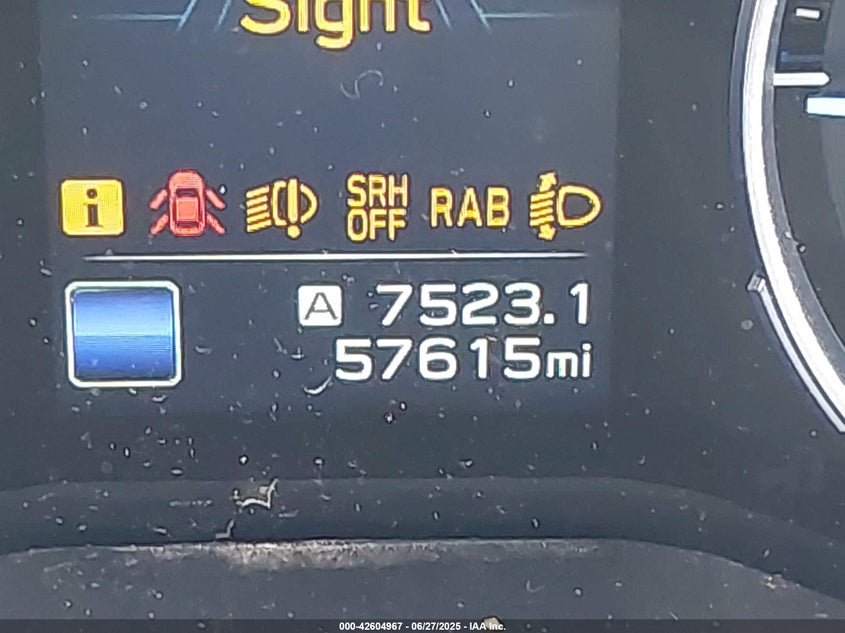 Sight
i SRH RAB
OFF
A 7523.1
57615mi
000-42604967 - 06/27/2025 - IAA Inc.